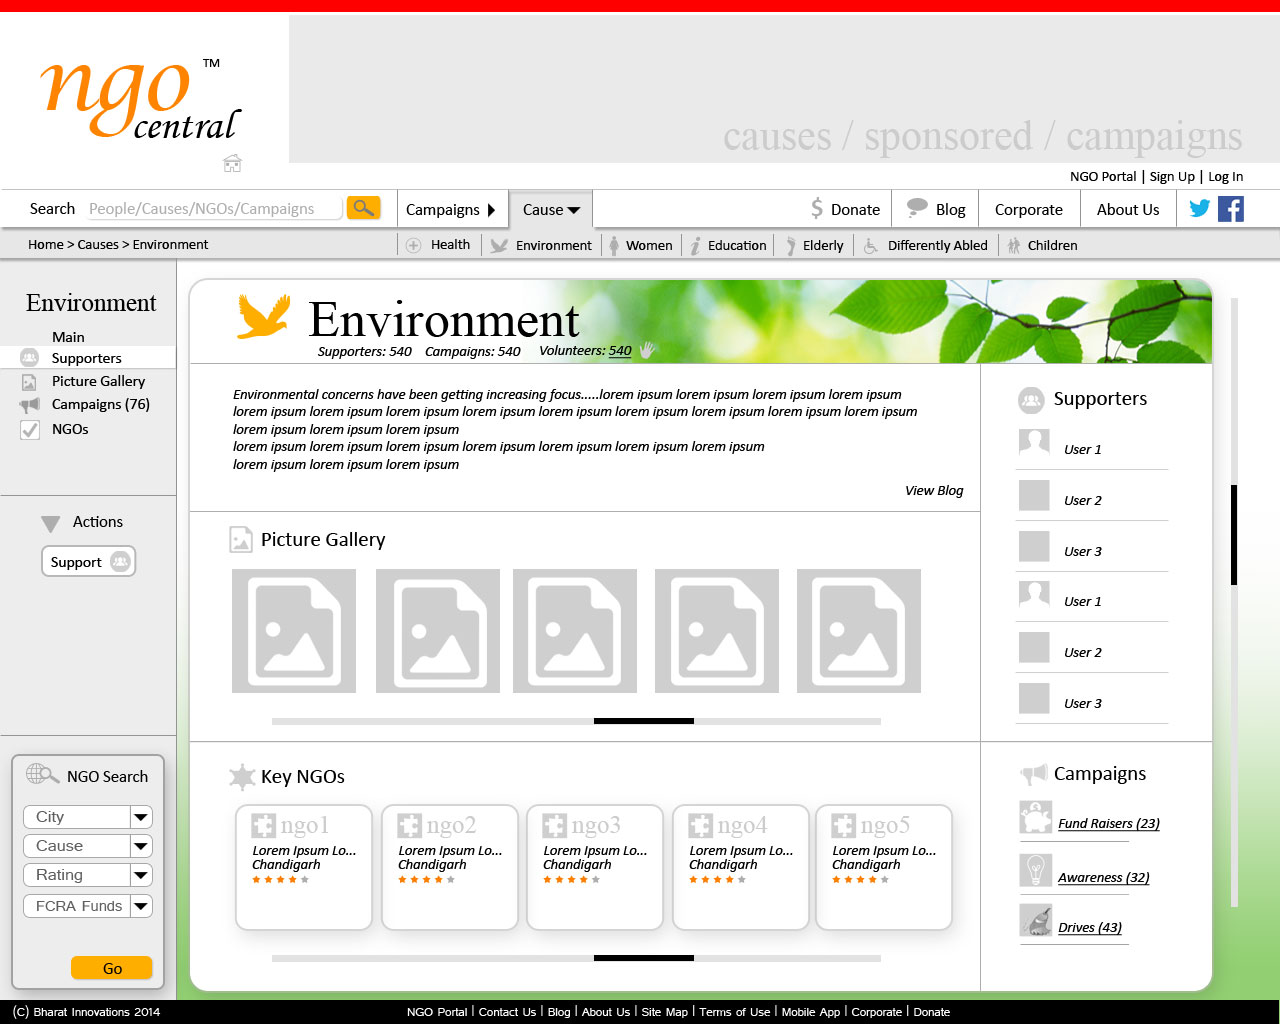 ngo™
central
causes / sponsored / campaigns
NGO Portal | Sign Up | Log In
Search People/Causes/NGOs/Campaigns Campaigns Cause Donate Blog Corporate About Us
Home > Causes > Environment Health Environment Women Education Elderly Differently Abled Children
Environment
Main
Supporters
Picture Gallery
Campaigns (76)
NGOs
Actions
Support
NGO Search
City
Cause
Rating
FCRA Funds
Go
Environment
Supporters: 540 Campaigns: 540 Volunteers: 540
Environmental concerns have been getting increasing focus.....lorem ipsum lorem ipsum lorem ipsum lorem ipsum
lorem ipsum lorem ipsum lorem ipsum lorem ipsum lorem ipsum lorem ipsum lorem ipsum lorem ipsum lorem ipsum
lorem ipsum lorem ipsum lorem ipsum
lorem ipsum lorem ipsum lorem ipsum lorem ipsum lorem ipsum lorem ipsum lorem ipsum
lorem ipsum lorem ipsum lorem ipsum
View Blog
Picture Gallery
Key NGOs
ngo1
Lorem Ipsum Lo...
Chandigarh
ngo2
Lorem Ipsum Lo...
Chandigarh
ngo3
Lorem Ipsum Lo...
Chandigarh
ngo4
Lorem Ipsum Lo...
Chandigarh
ngo5
Lorem Ipsum Lo...
Chandigarh
Supporters
User 1
User 2
User 3
User 1
User 2
User 3
Campaigns
Fund Raisers (23)
Awareness (32)
Drives (43)
(C) Bharat Innovations 2014 NGO Portal | Contact Us | Blog | About Us | Site Map | Terms of Use | Mobile App | Corporate | Donate